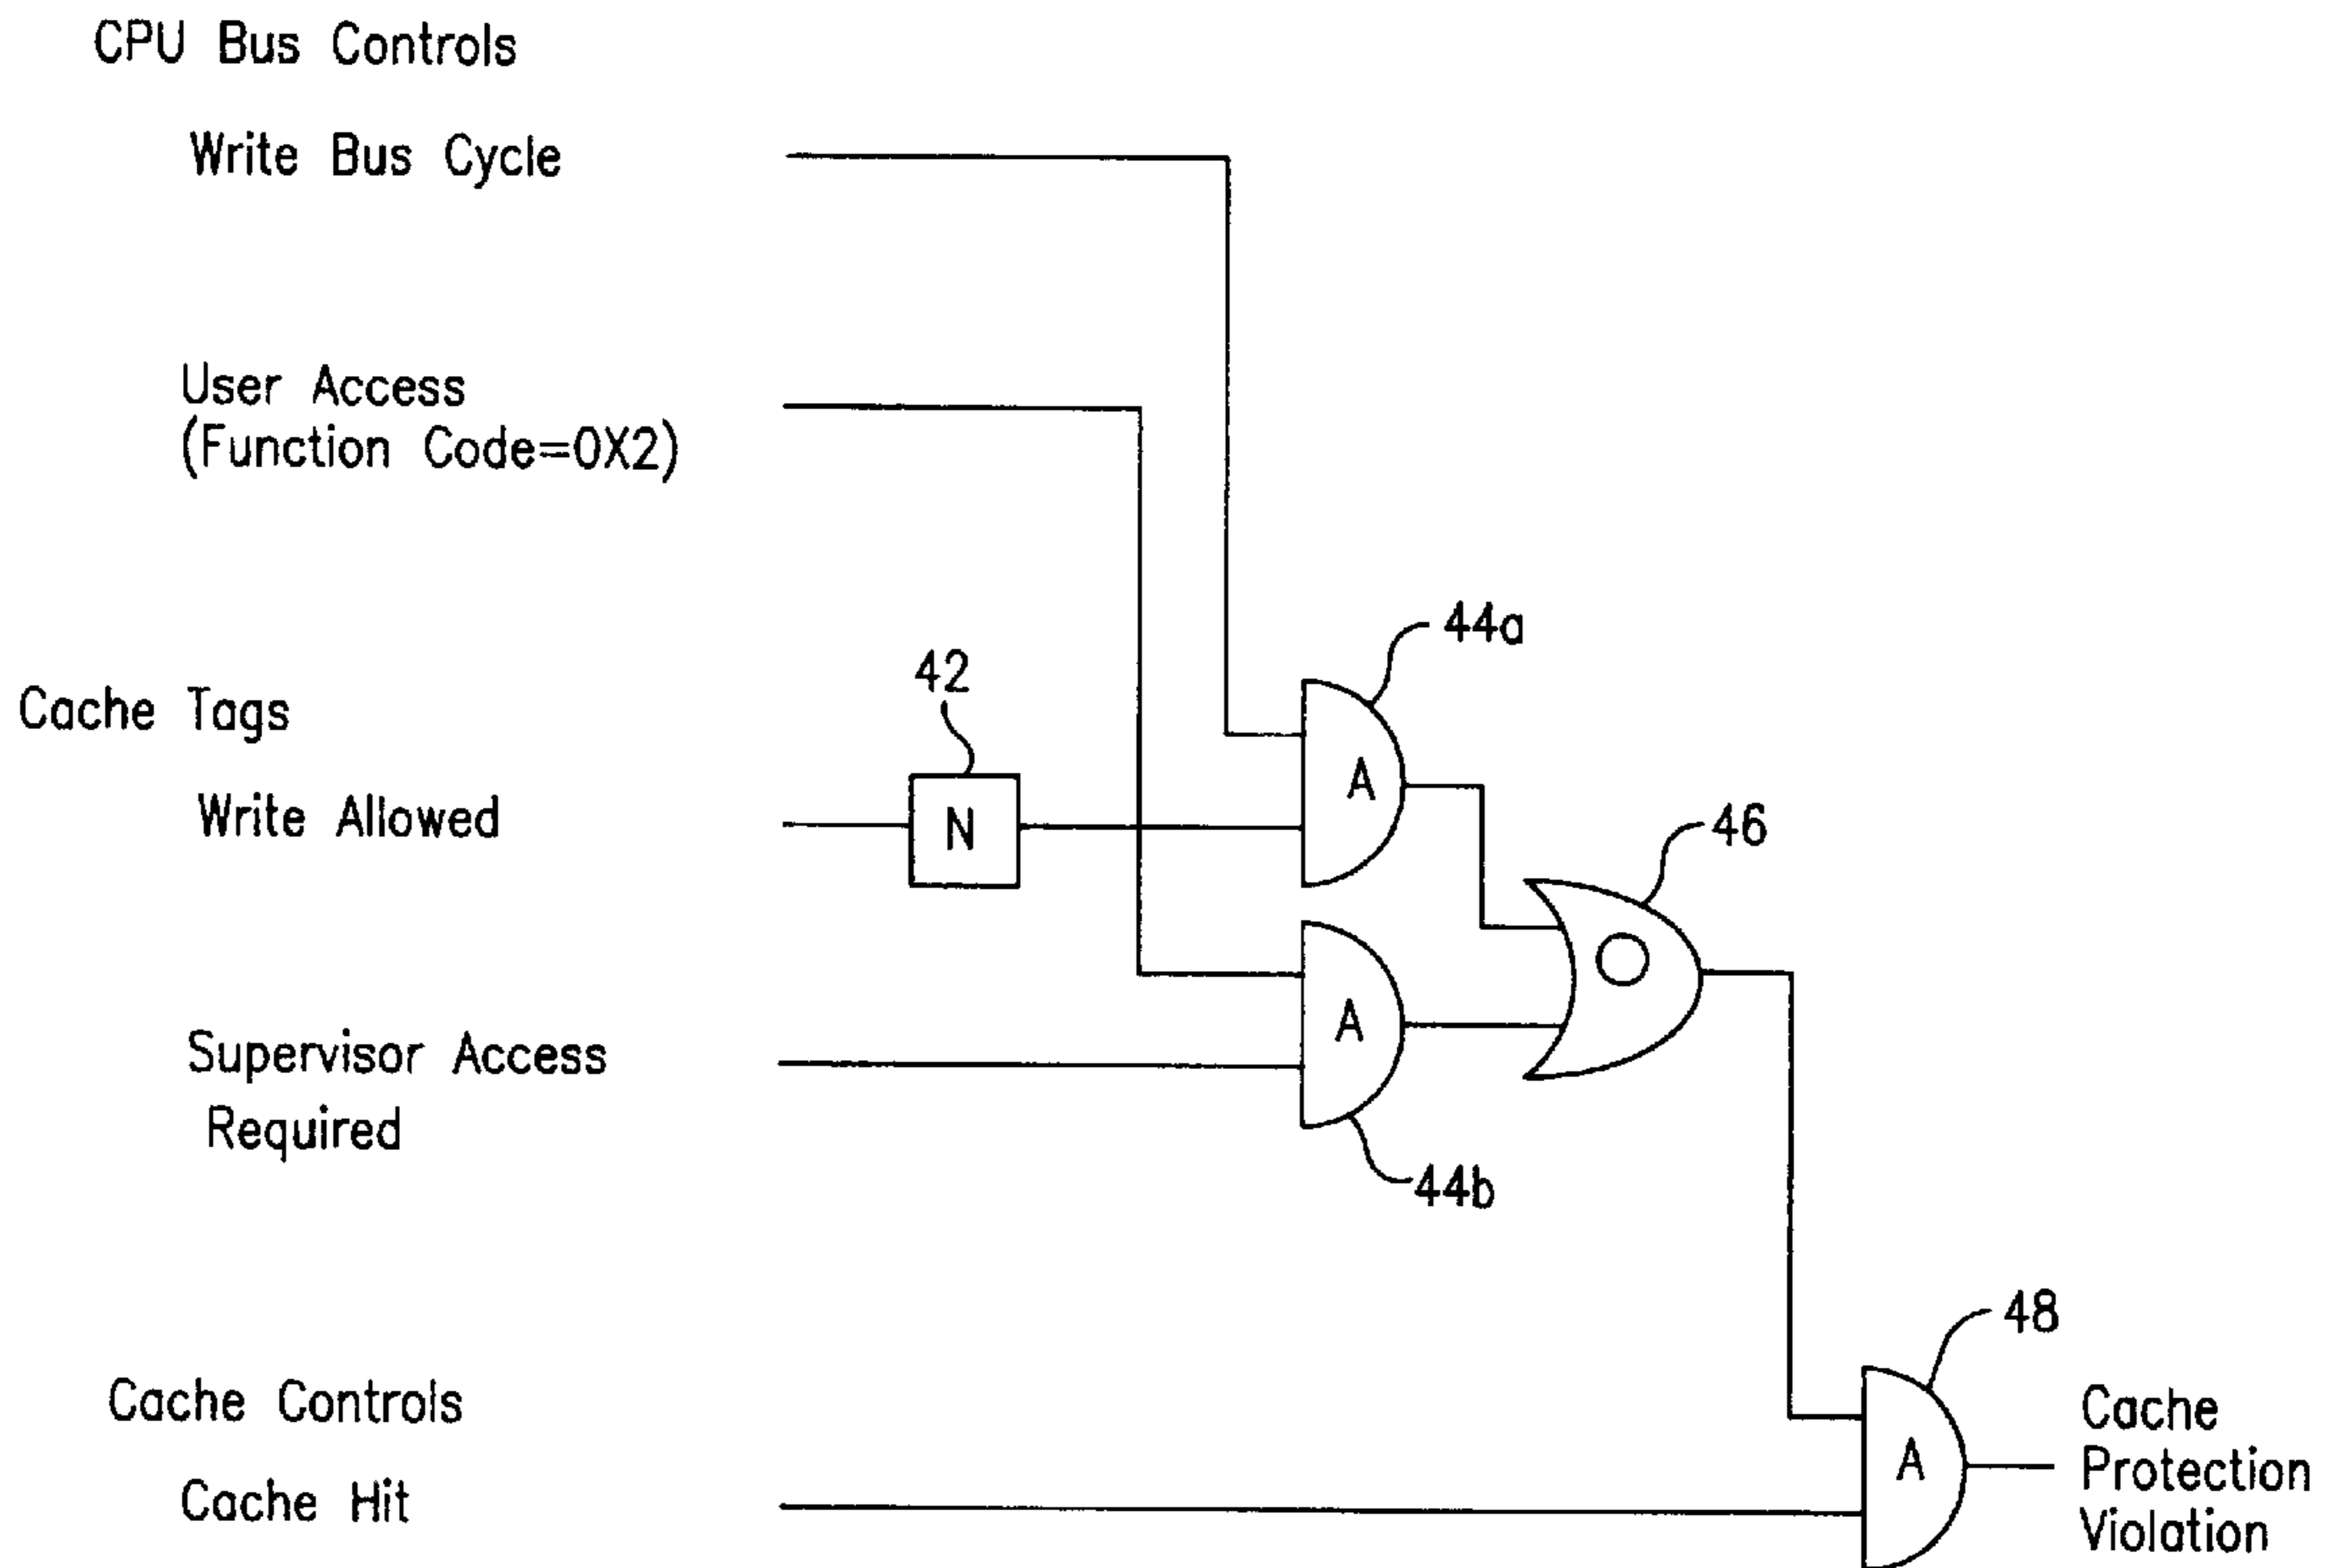 CPU Bus Controls
Write Bus Cycle
User Access
(Function Code=0X2)
44a
42
Cache Tags
Write Allowed
N
A
46
O
A
Supervisor Access
Required
44b
48
Cache Controls
Cache Hit
A
Cache
Protection
Violation